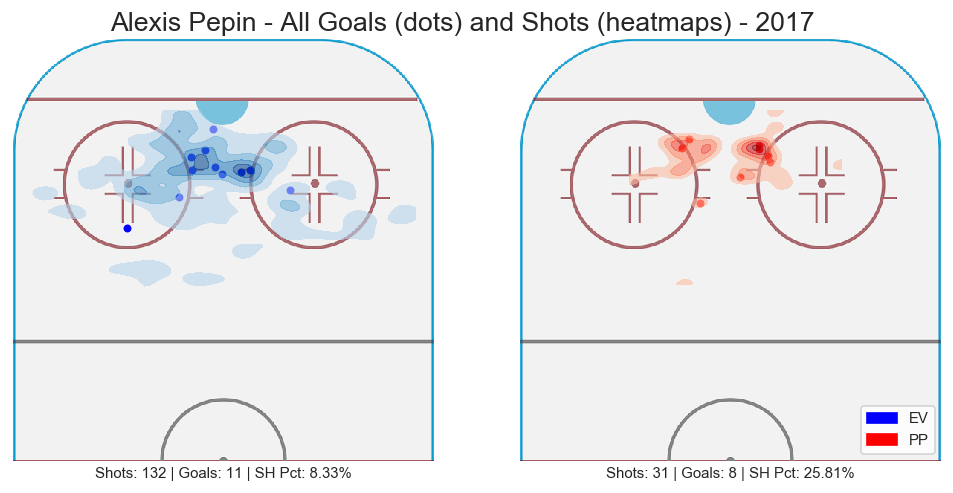 Alexis Pepin - All Goals (dots) and Shots (heatmaps) - 2017
EV
PP
Shots: 132 | Goals: 11 | SH Pct: 8.33%
Shots: 31 | Goals: 8 | SH Pct: 25.81%